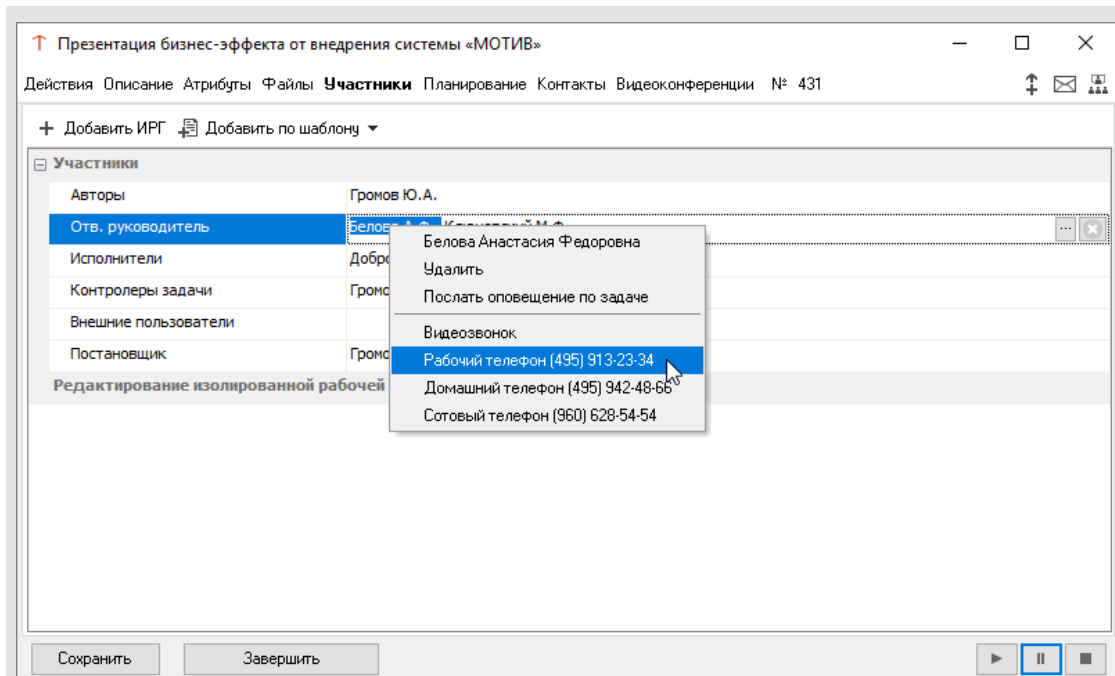 Презентация бизнес-эффекта от внедрения системы «МОТИВ»
Действия Описание Атрибуты Файлы Участники Планирование Контакты Видеоконференции № 431
Добавить ИРГ Добавить по шаблону
Участники
Авторы Громов Ю.А.
Отв. руководитель
Белова Анастасия Федоровна
Исполнители
Удалить
Контролеры задачи
Послать оповещение по задаче
Внешние пользователи
Видеозвонок
Постановщик
Рабочий телефон (495) 913-23-34
Редактирование изолированной рабочей
Домашний телефон (495) 942-48-66
Сотовый телефон (960) 628-54-54
Сохранить Завершить